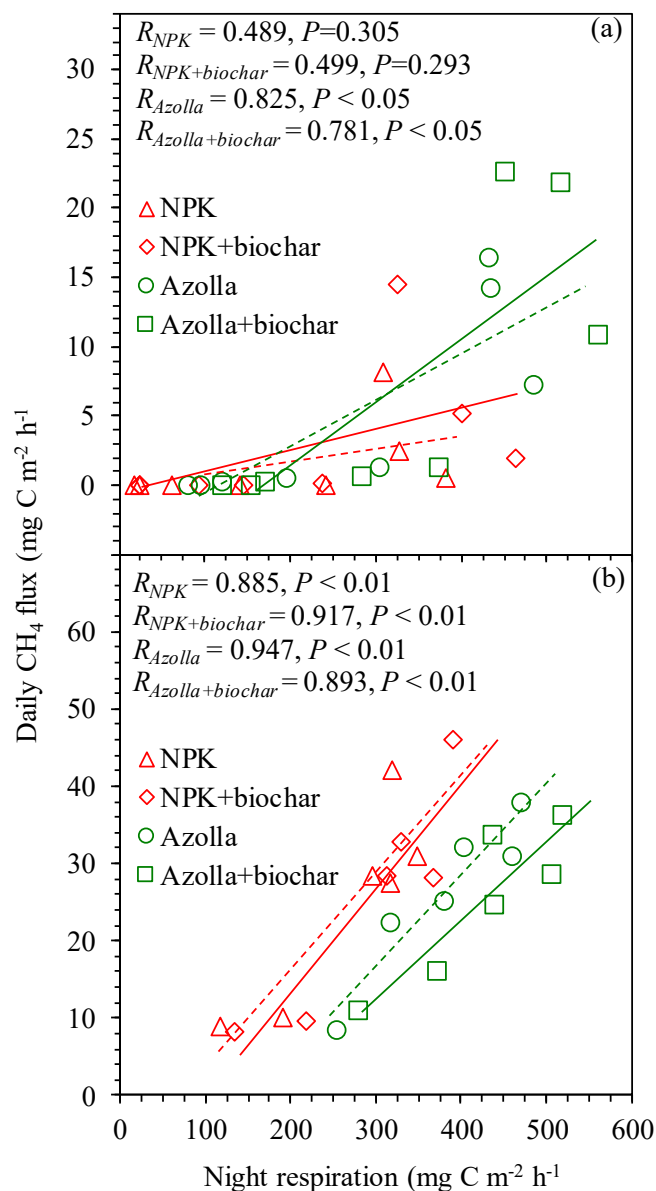 R_NPK = 0.489, P=0.305
(a)
R_NPK+biochar = 0.499, P=0.293
R_Azolla = 0.825, P < 0.05
R_Azolla+biochar = 0.781, P < 0.05
NPK
NPK+biochar
Azolla
Azolla+biochar
30
25
20
15
10
5
0
Daily CH₄ flux (mg C m⁻² h⁻¹)
R_NPK = 0.885, P < 0.01
(b)
R_NPK+biochar = 0.917, P < 0.01
R_Azolla = 0.947, P < 0.01
R_Azolla+biochar = 0.893, P < 0.01
NPK
NPK+biochar
Azolla
Azolla+biochar
60
50
40
30
20
10
0
0 100 200 300 400 500 600
Night respiration (mg C m⁻² h⁻¹